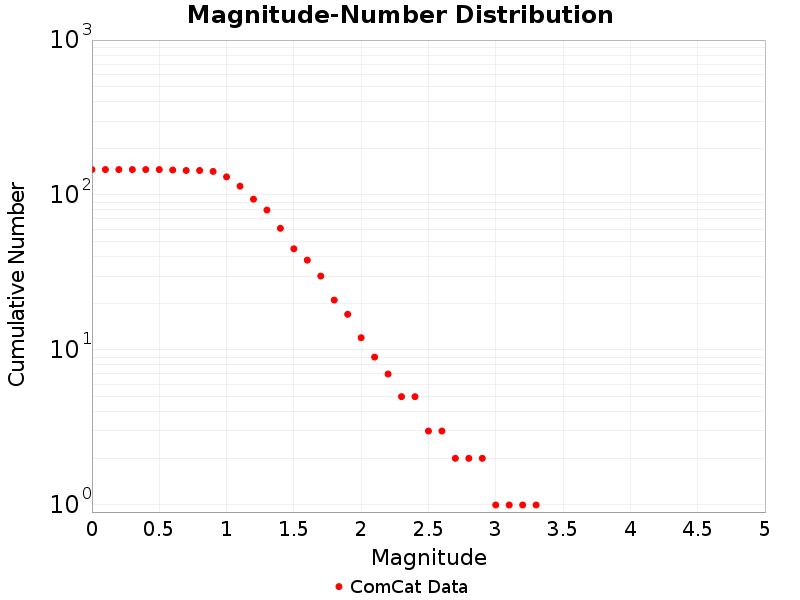 Magnitude-Number Distribution
10³
10²
10¹
10⁰
Cumulative Number
0 0.5 1 1.5 2 2.5 3 3.5 4 4.5 5
Magnitude
ComCat Data